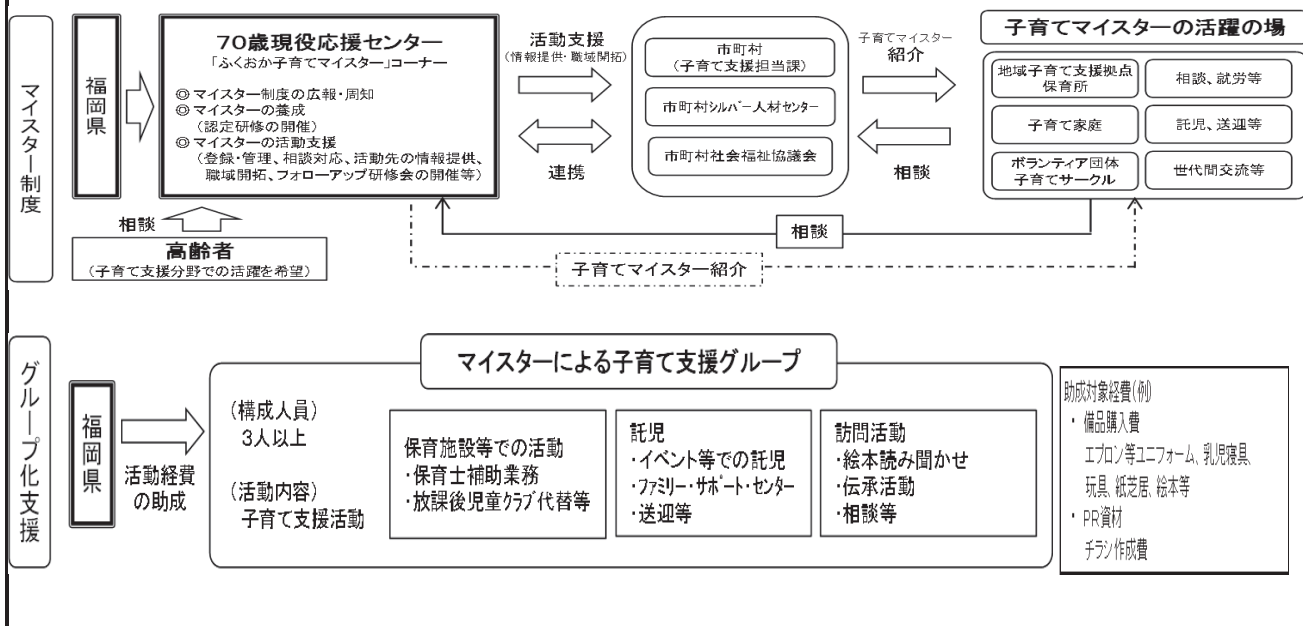 マイスター制度
福岡県
70歳現役応援センター
「ふくおか子育てマイスター」コーナー
◎ マイスター制度の広報・周知
◎ マイスターの養成
(認定研修の開催)
◎ マイスターの活動支援
(登録・管理、相談対応、活動先の情報提供、
職域開拓、フォローアップ研修会の開催等)
相談
高齢者
(子育て支援分野での活躍を希望)
活動支援
(情報提供・職域開拓)
連携
市町村
(子育て支援担当課)
市町村シルバー人材センター
市町村社会福祉協議会
子育てマイスター
紹介
相談
子育てマイスターの活躍の場
地域子育て支援拠点
保育所
相談、就労等
子育て家庭
託児、送迎等
ボランティア団体
子育てサークル
世代間交流等
相談
子育てマイスター紹介
グループ化支援
福岡県
活動経費
の助成
マイスターによる子育て支援グループ
(構成人員)
3人以上
(活動内容)
子育て支援活動
保育施設等での活動
・保育士補助業務
・放課後児童クラブ代替等
託児
・イベント等での託児
・ファミリー・サポート・センター
・送迎等
訪問活動
・絵本読み聞かせ
・伝承活動
・相談等
助成対象経費(例)
・ 備品購入費
エプロン等ユニフォーム、乳児寝具、
玩具、紙芝居、絵本等
・ PR資材
チラシ作成費